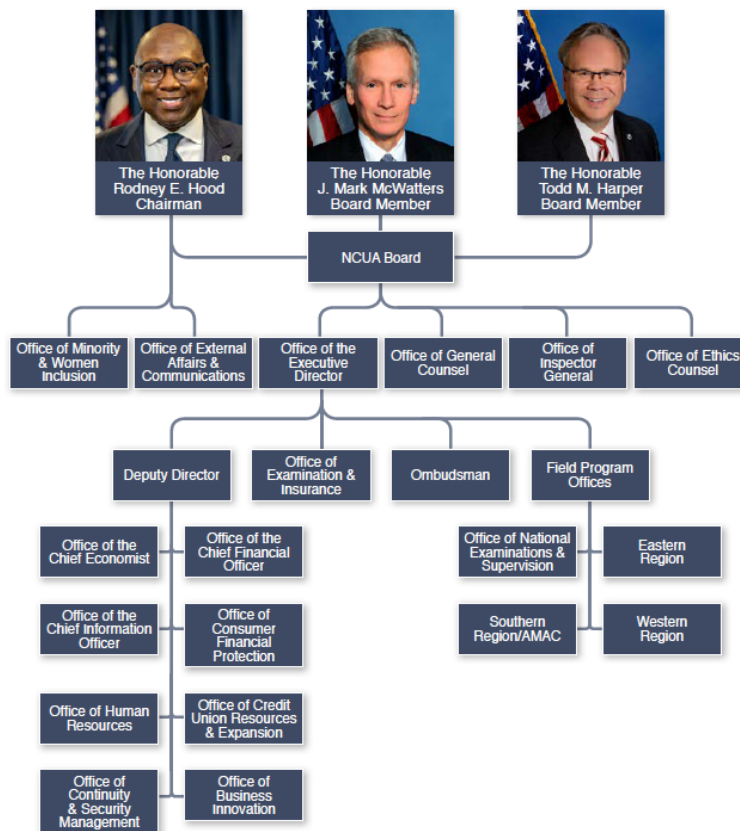 The Honorable
Rodney E. Hood
Chairman
The Honorable
J. Mark McWatters
Board Member
The Honorable
Todd M. Harper
Board Member
NCUA Board
Office of Minority
& Women
Inclusion
Office of External
Affairs &
Communications
Office of the
Executive
Director
Office of General
Counsel
Office of
Inspector
General
Office of Ethics
Counsel
Deputy Director
Office of
Examination &
Insurance
Ombudsman
Field Program
Offices
Office of the
Chief Economist
Office of the
Chief Financial
Officer
Office of National
Examinations &
Supervision
Eastern
Region
Office of the
Chief Information
Officer
Office of
Consumer
Financial
Protection
Southern
Region/AMAC
Western
Region
Office of Human
Resources
Office of Credit
Union Resources
& Expansion
Office of
Continuity
& Security
Management
Office of
Business
Innovation